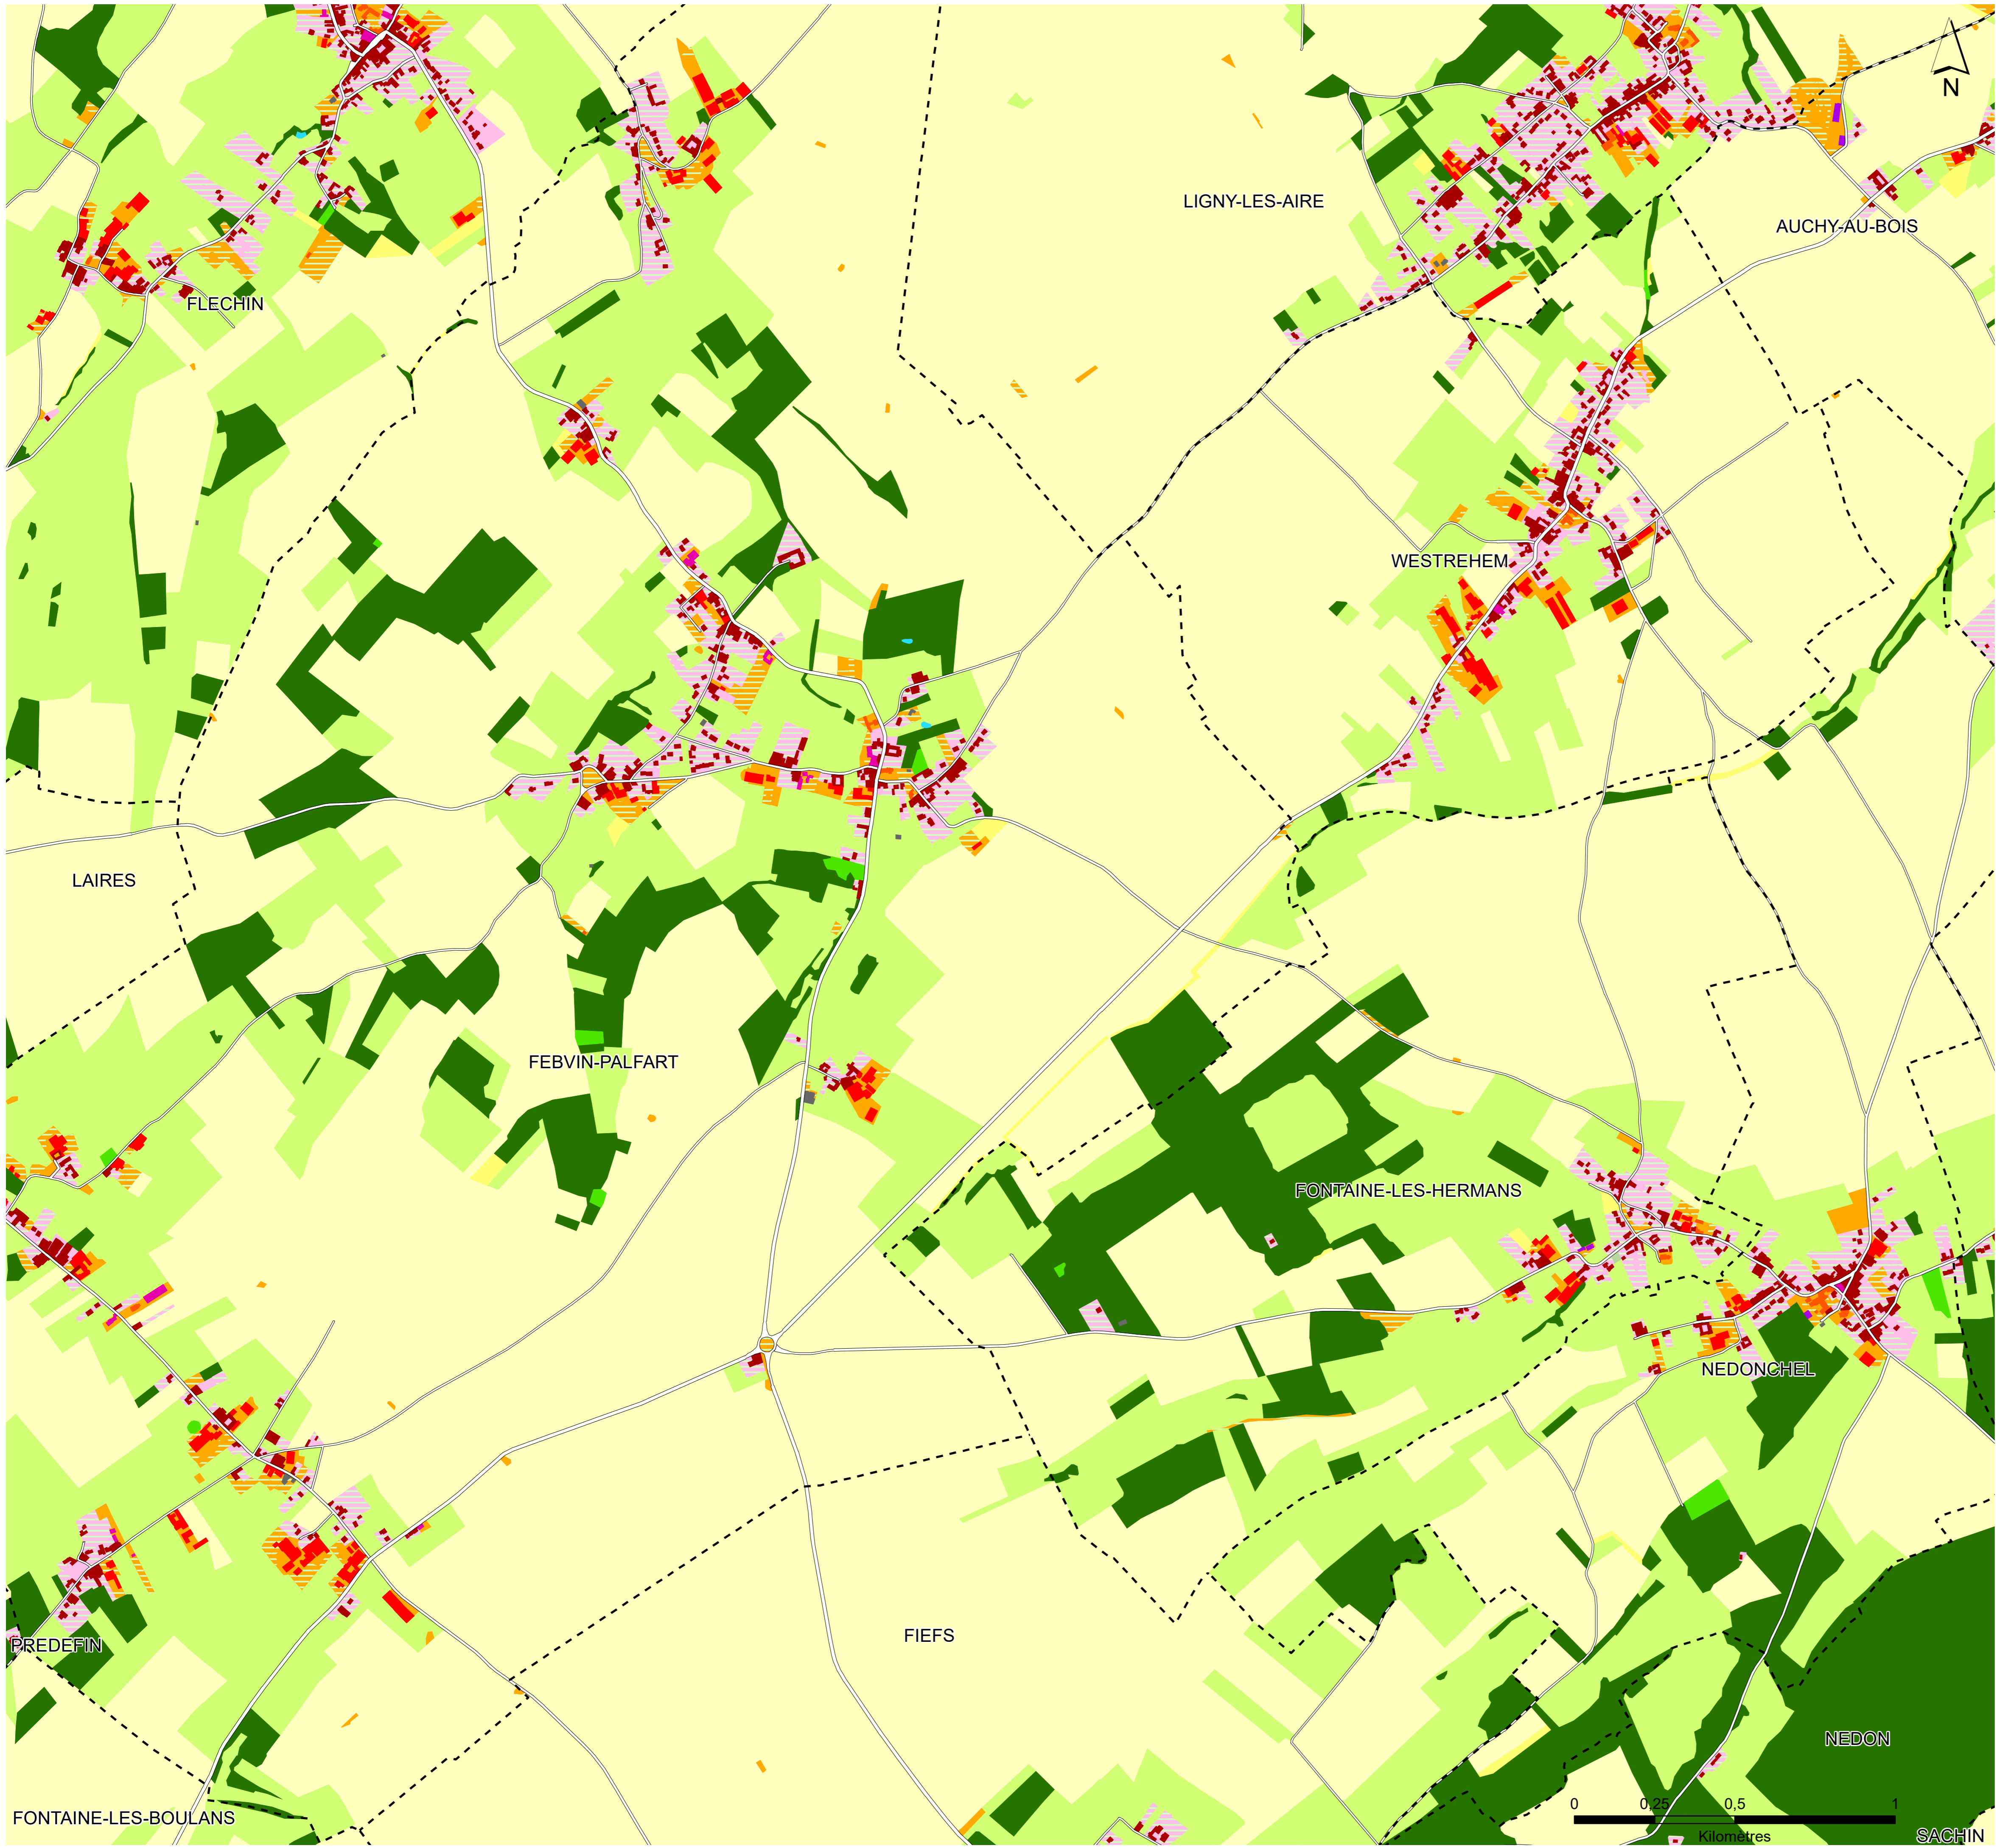 N
LIGNY-LES-AIRE
AUCHY-AU-BOIS
FLECHIN
WESTREHEM
LAIRES
FEBVIN-PALFART
FONTAINE-LES-HERMANS
NEDONCHEL
FIEFS
PREDEFIN
NEDON
FONTAINE-LES-BOULANS
0 0,25 0,5 1
Kilometres
SACHIN